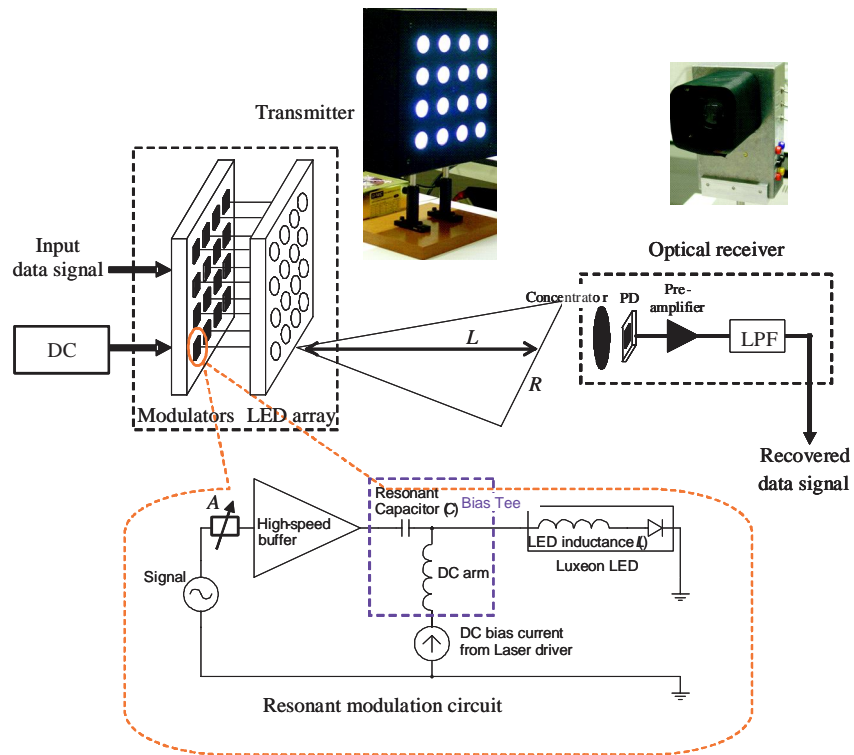 Transmitter
Input
data signal
DC
Modulators
LED array
L
R
Optical receiver
Concentrator
PD
Pre-
amplifier
LPF
Recovered
data signal
A
High-speed
buffer
Signal
Resonant
Capacitor (C)
Bias Tee
DC arm
DC bias current
from Laser driver
LED inductance (L)
Luxeon LED
Resonant modulation circuit